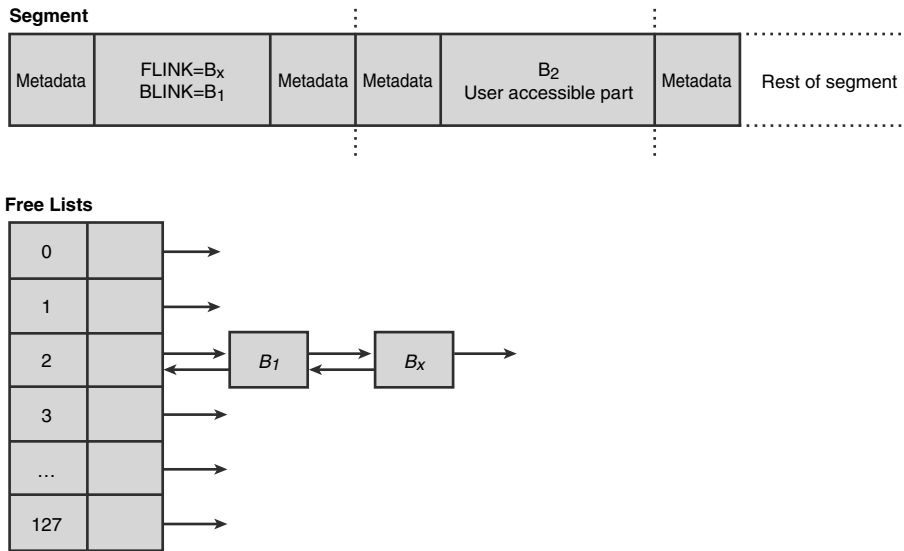 Segment
Metadata
FLINK=Bx
BLINK=B1
Metadata
Metadata
B2
User accessible part
Metadata
Rest of segment
Free Lists
0
1
2
B1
Bx
3
...
127